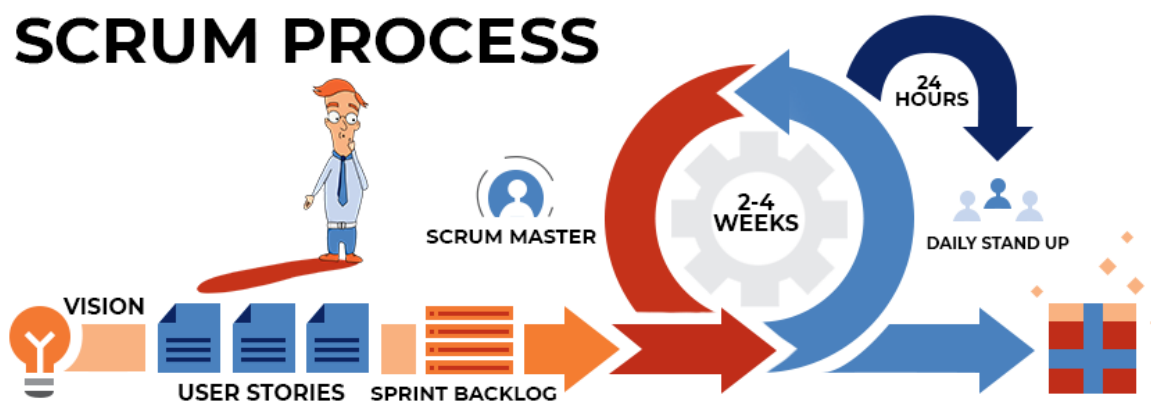 SCRUM PROCESS
24
HOURS
2-4
WEEKS
SCRUM MASTER
DAILY STAND UP
VISION
USER STORIES
SPRINT BACKLOG